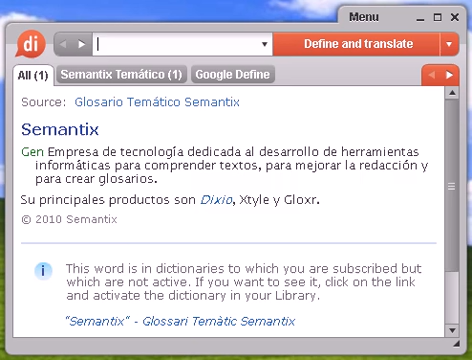 Menu
di
Define and translate
All (1)
Semantix Temático (1)
Google Define
Source: Glosario Temático Semantix
Semantix
Gen Empresa de tecnología dedicada al desarrollo de herramientas
informáticas para comprender textos, para mejorar la redacción y
para crear glosarios.
Su principales productos son Dixio, Xtyle y Gloxr.
© 2010 Semantix
i
This word is in dictionaries to which you are subscribed but
which are not active. If you want to see it, click on the link
and activate the dictionary in your Library.
"Semantix" - Glossari Temàtic Semantix